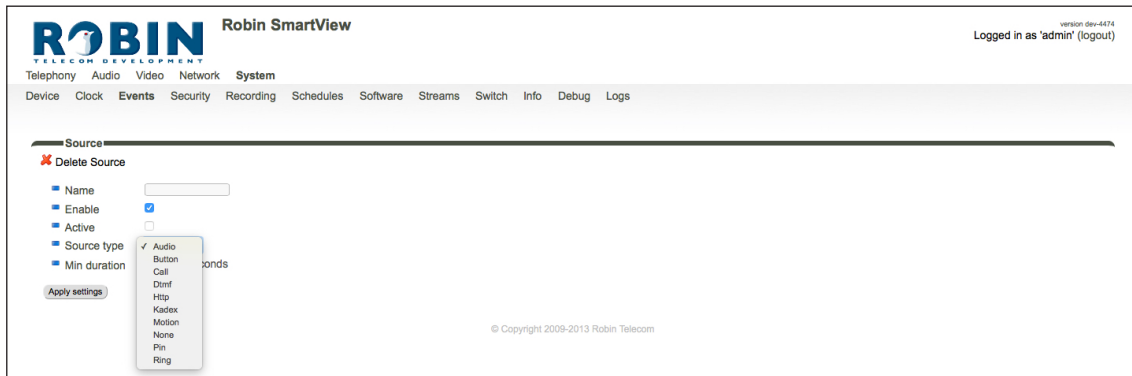 ROBIN
TELECOM DEVELOPMENT
Robin SmartView
version dev-4474
Logged in as 'admin' (logout)
Telephony Audio Video Network System
Device Clock Events Security Recording Schedules Software Streams Switch Info Debug Logs
Source
Delete Source
Name
Enable
Active
Source type
Min duration
✓ Audio
Button
Call
Dtmf
Http
Kadex
Motion
None
Pin
Ring
Apply settings
© Copyright 2009-2013 Robin Telecom